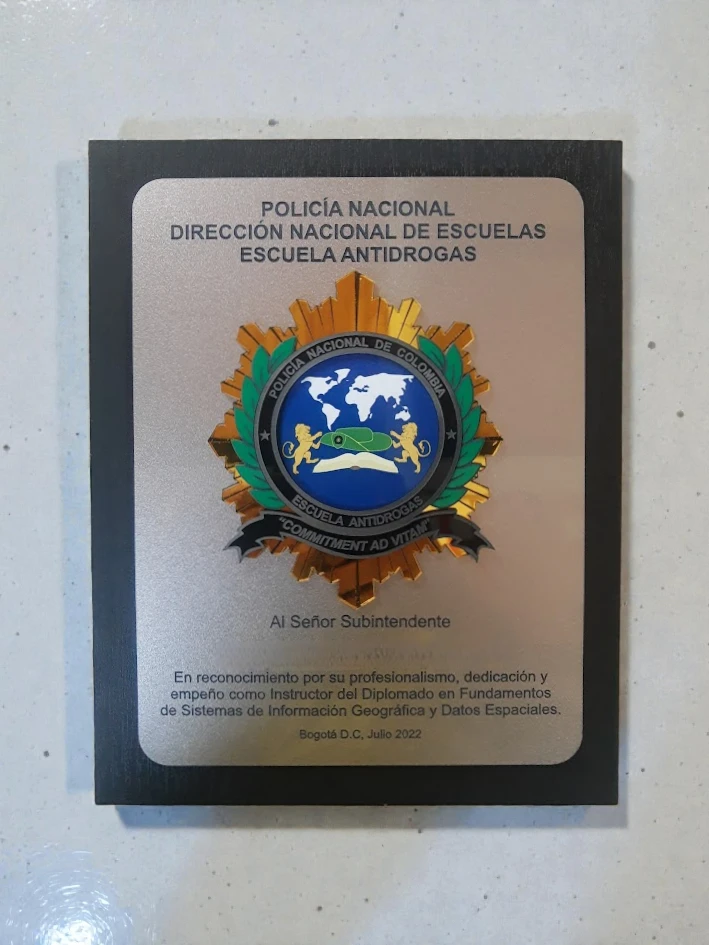 POLICÍA NACIONAL
DIRECCIÓN NACIONAL DE ESCUELAS
ESCUELA ANTIDROGAS
POLICÍA NACIONAL DE COLOMBIA
ESCUELA ANTIDROGAS
"COMMITMENT AD VITAM"
Al Señor Subintendente
En reconocimiento por su profesionalismo, dedicación y
empeño como Instructor del Diplomado en Fundamentos
de Sistemas de Información Geográfica y Datos Espaciales.
Bogotá D.C, Julio 2022